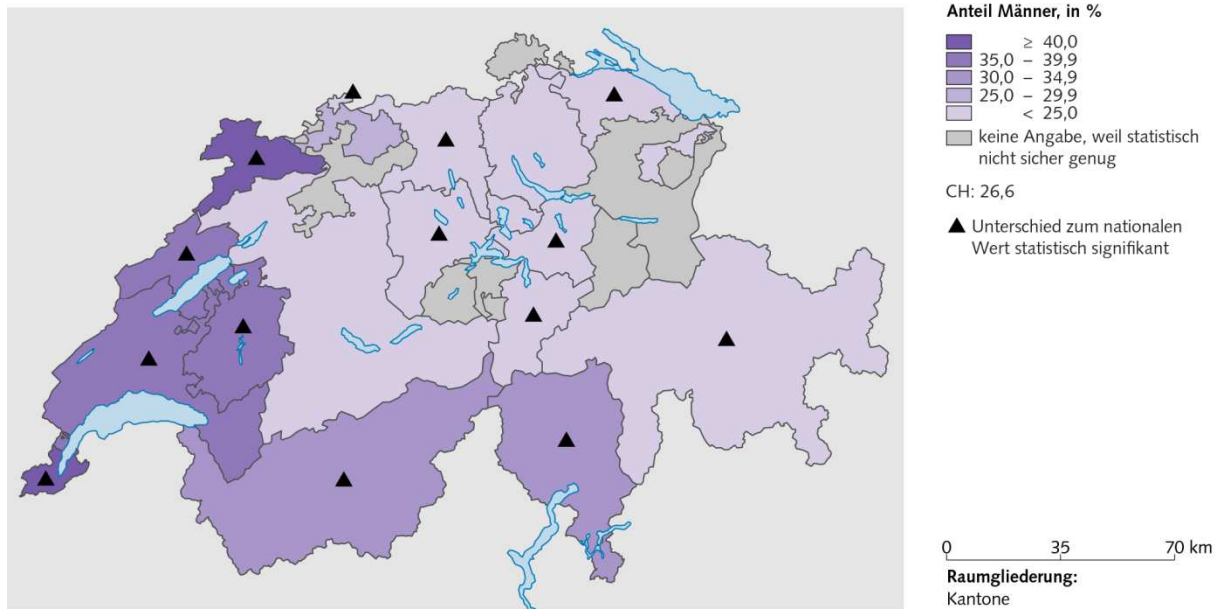 Anteil Männer, in %
≥ 40,0
35,0 – 39,9
30,0 – 34,9
25,0 – 29,9
< 25,0
keine Angabe, weil statistisch
nicht sicher genug
CH: 26,6
Unterschied zum nationalen
Wert statistisch signifikant
0 35 70 km
Raumgliederung:
Kantone